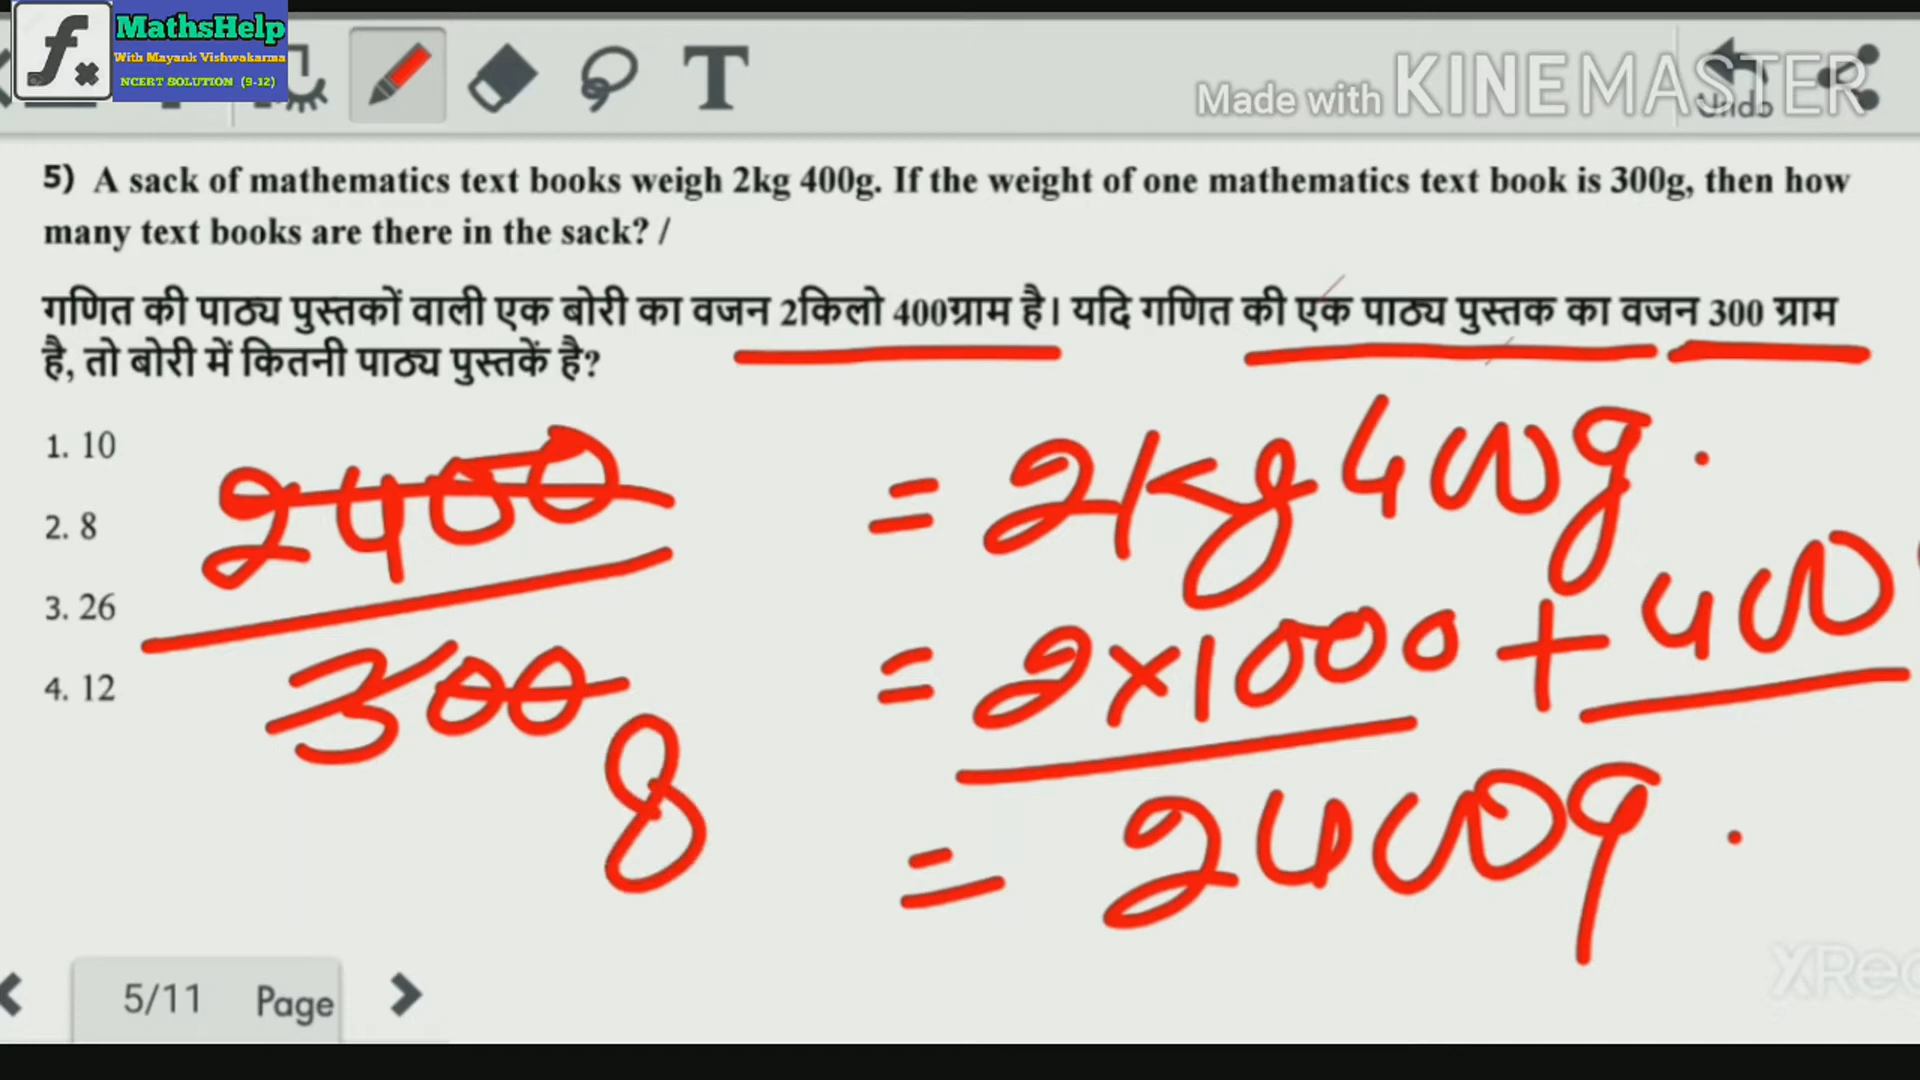 MathsHelp
With Mayank Vishwakarma
NCERT SOLUTION (9-12)
T
Made with KINEMASTER
Undo
5) A sack of mathematics text books weigh 2kg 400g. If the weight of one mathematics text book is 300g, then how
many text books are there in the sack? /
गणित की पाठ्य पुस्तकों वाली एक बोरी का वजन 2किलो 400ग्राम है। यदि गणित की एक पाठ्य पुस्तक का वजन 300 ग्राम
है, तो बोरी में कितनी पाठ्य पुस्तकें है?
1. 10
2. 8
3. 26
4. 12
2400
300
8
= 2kg 400g.
= 2×1000 + 400
= 2400g.
5/11 Page